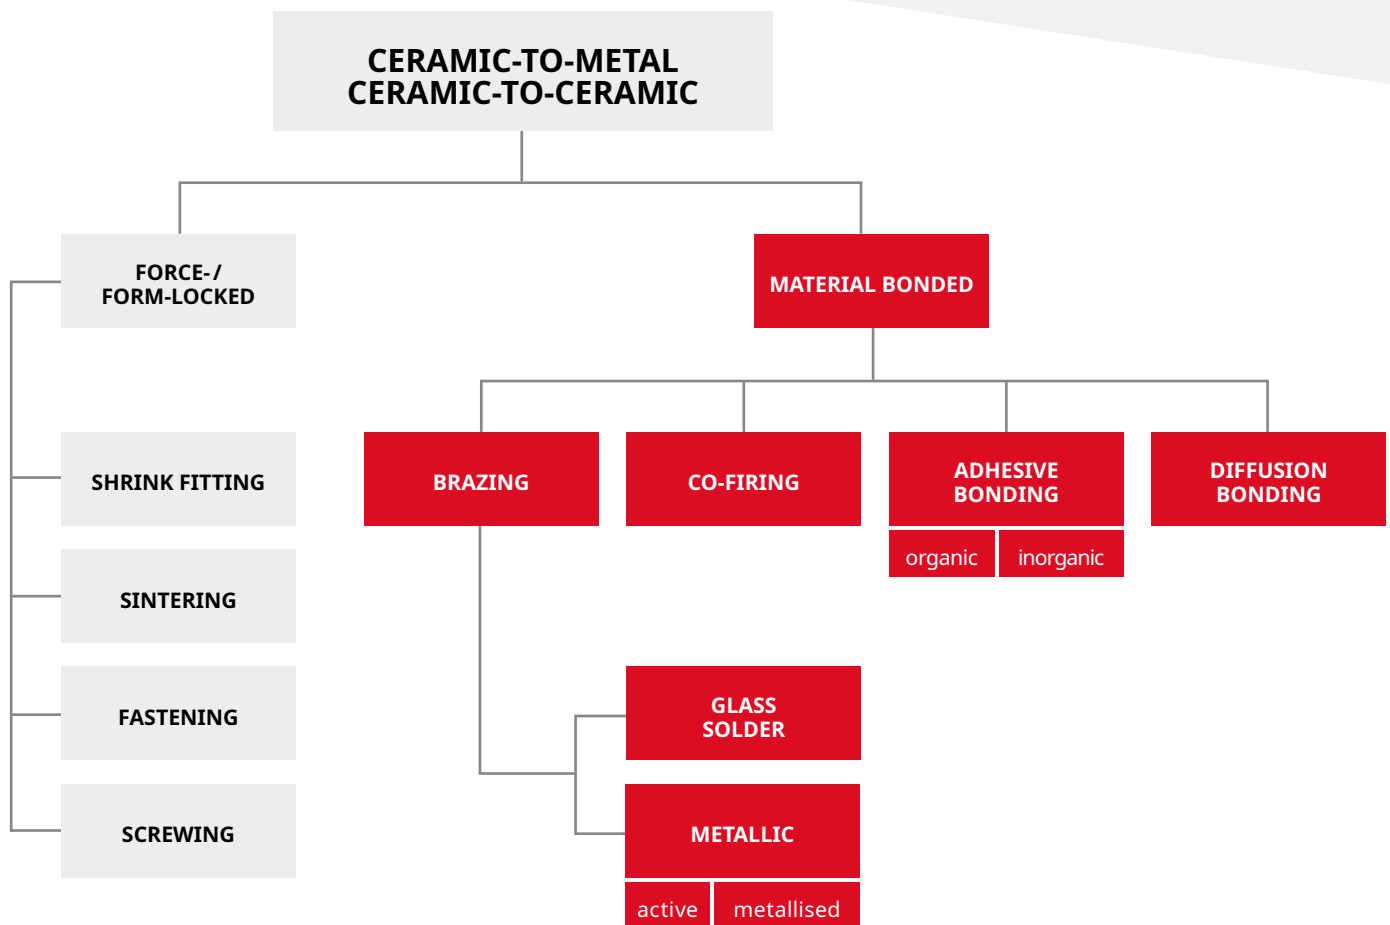 CERAMIC-TO-METAL
CERAMIC-TO-CERAMIC
FORCE- /
FORM-LOCKED
MATERIAL BONDED
SHRINK FITTING
BRAZING
CO-FIRING
ADHESIVE
BONDING
DIFFUSION
BONDING
organic
inorganic
SINTERING
FASTENING
GLASS
SOLDER
SCREWING
METALLIC
active
metallised